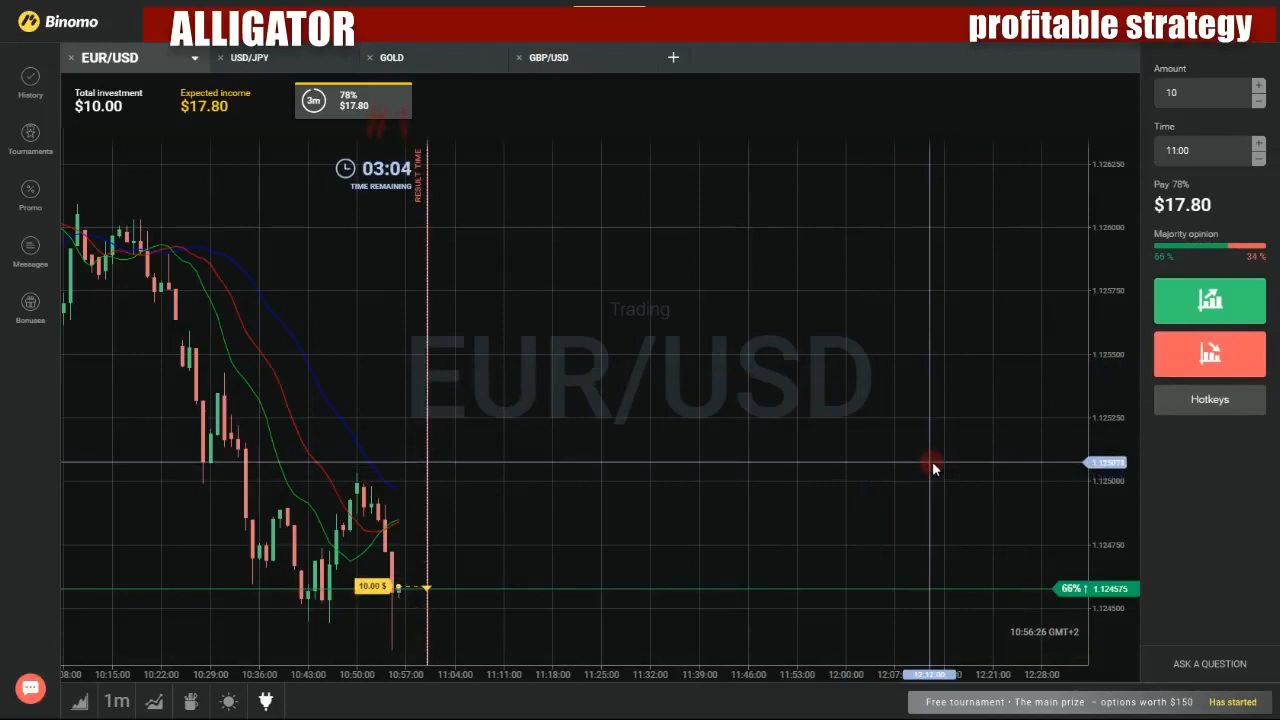 Binomo
ALLIGATOR
profitable strategy
EUR/USD
USD/JPY
GOLD
GBP/USD
Total investment
$10.00
Expected income
$17.80
3m
78%
$17.80
03:04
TIME REMAINING
RESULT TIME
History
Tournaments
Promo
Messages
Bonuses
Trading
EUR/USD
10.00 $
1.126250
1.126000
1.125750
1.125500
1.125250
1.125000
1.124750
1.124500
66% ↑ 1.124575
10:56:26 GMT+2
10:15:00
10:22:00
10:29:00
10:36:00
10:43:00
10:50:00
10:57:00
11:04:00
11:11:00
11:18:00
11:25:00
11:32:00
11:39:00
11:46:00
11:53:00
12:00:00
12:12:00
12:21:00
12:28:00
1m
Amount
10
Time
11:00
Pay 78%
$17.80
Majority opinion
66 %
34 %
Hotkeys
ASK A QUESTION
Free tournament · The main prize – options worth $150
Has started